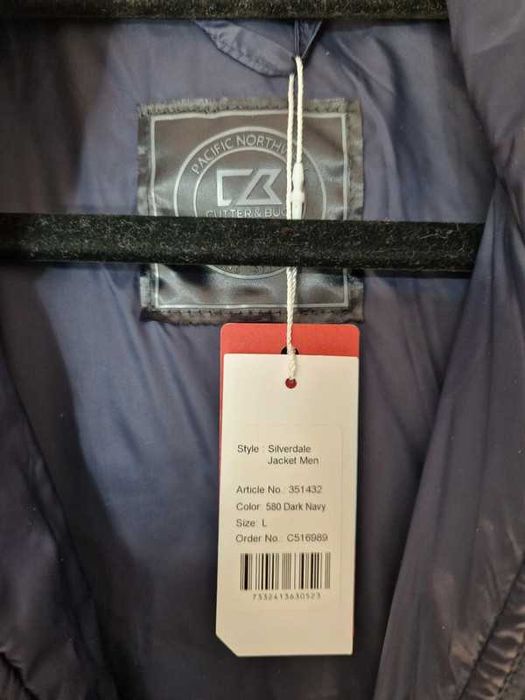 PACIFIC NORTHW
CUTTER & BUC
Style : Silverdale
Jacket Men
Article No.: 351432
Color: 580 Dark Navy
Size: L
Order No.: C516989
7332413630523